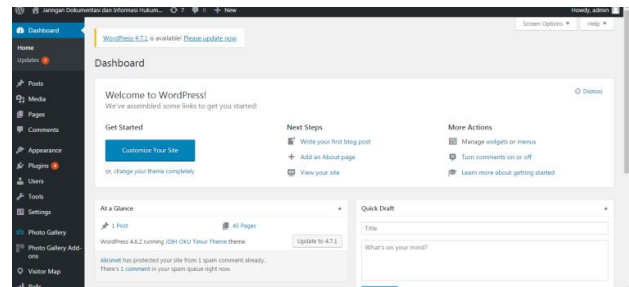 Jaringan Dokumentasi dan Informasi Hukum... 7 0 + New Howdy, admin
Screen Options Help
Dashboard
Home
Updates
Posts
Media
Pages
Comments
Appearance
Plugins
Users
Tools
Settings
Photo Gallery
Photo Gallery Add-
ons
Visitor Map
Polls
WordPress 4.7.1 is available! Please update now.
Dashboard
Welcome to WordPress!
We've assembled some links to get you started:
Dismiss
Get Started
Customize Your Site
or, change your theme completely
Next Steps
Write your first blog post
Add an About page
View your site
More Actions
Manage widgets or menus
Turn comments on or off
Learn more about getting started
At a Glance
1 Post 45 Pages
WordPress 4.6.2 running JDIH OKU Timur Theme theme. Update to 4.7.1
Akismet has protected your site from 1 spam comment already.
There's 1 comment in your spam queue right now.
Quick Draft
Title
What's on your mind?